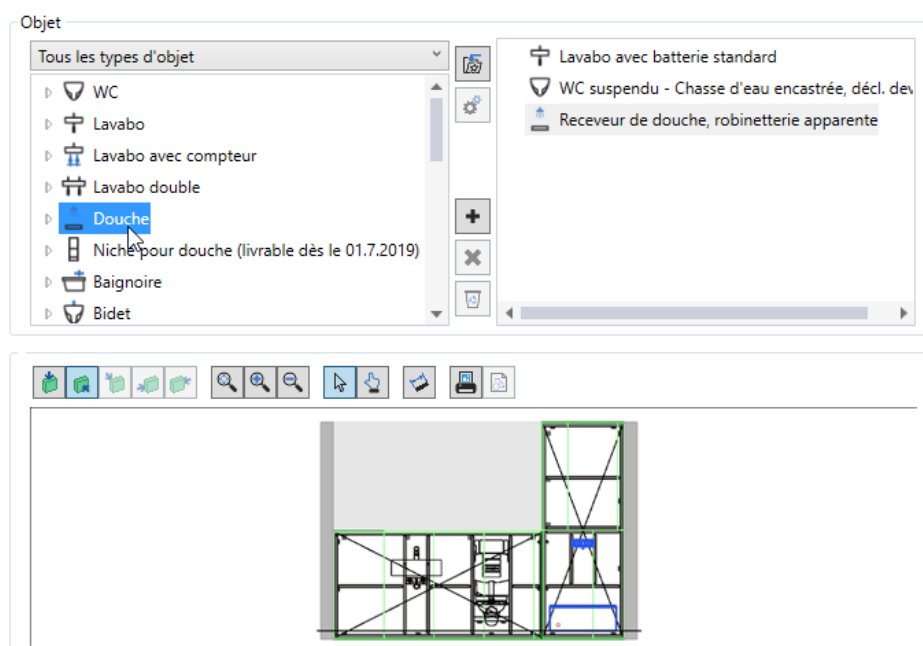 Objet
Tous les types d'objet
WC
Lavabo
Lavabo avec compteur
Lavabo double
Douche
Niche pour douche (livrable dès le 01.7.2019)
Baignoire
Bidet
Lavabo avec batterie standard
WC suspendu - Chasse d'eau encastrée, décl. dev
Receveur de douche, robinetterie apparente